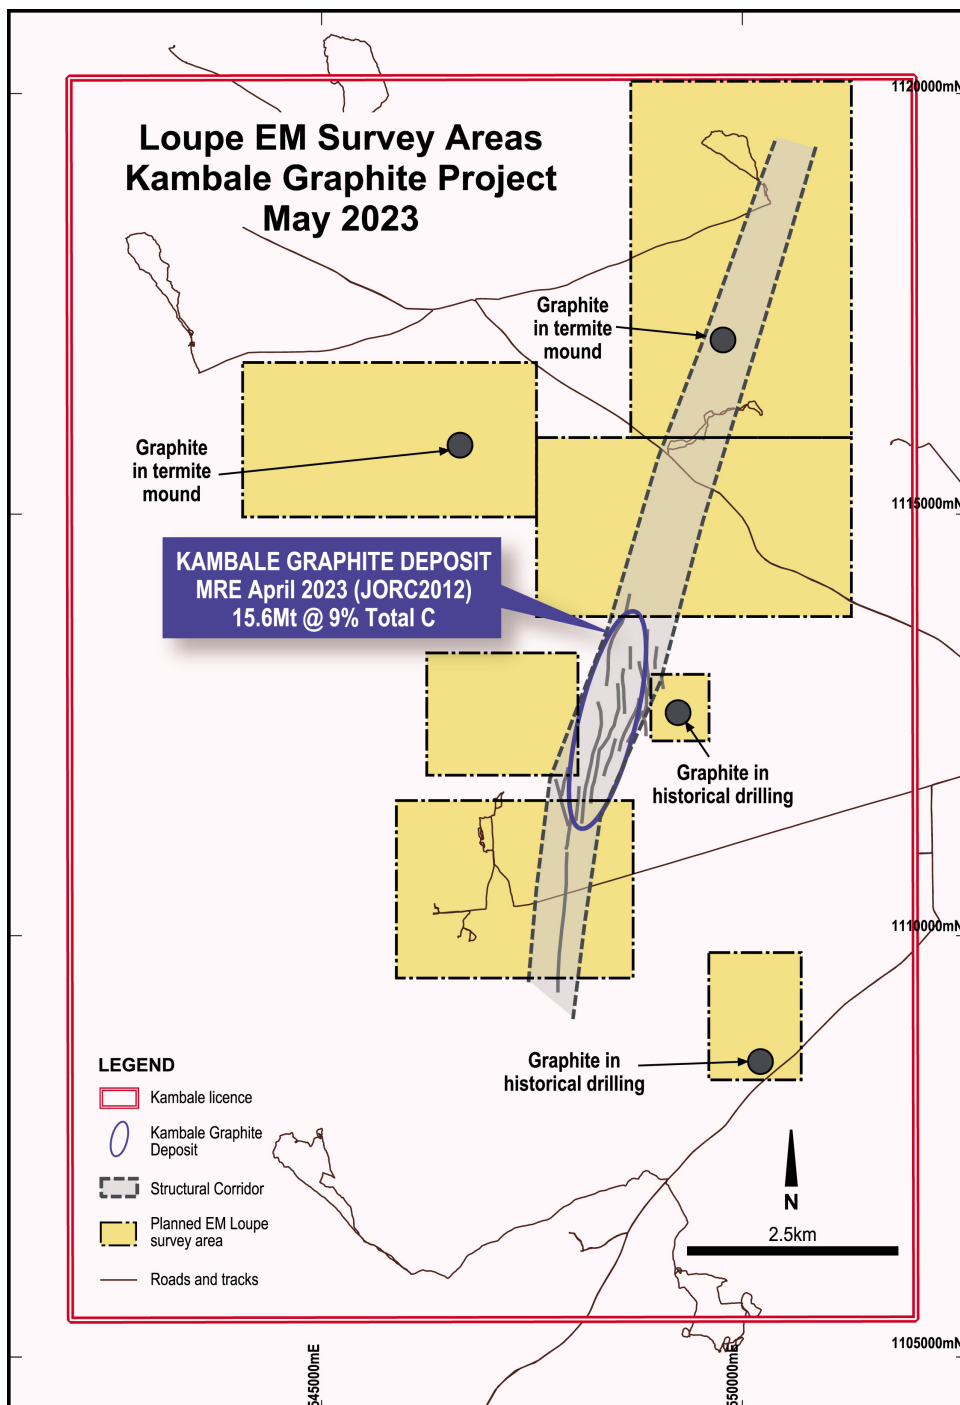 Loupe EM Survey Areas
Kambale Graphite Project
May 2023
1120000mN
Graphite
in termite
mound
Graphite
in termite
mound
1115000mN
KAMBALE GRAPHITE DEPOSIT
MRE April 2023 (JORC2012)
15.6Mt @ 9% Total C
Graphite in
historical drilling
1110000mN
Graphite in
historical drilling
LEGEND
Kambale licence
Kambale Graphite
Deposit
Structural Corridor
Planned EM Loupe
survey area
Roads and tracks
N
2.5km
1105000mN
545000mE
550000mE